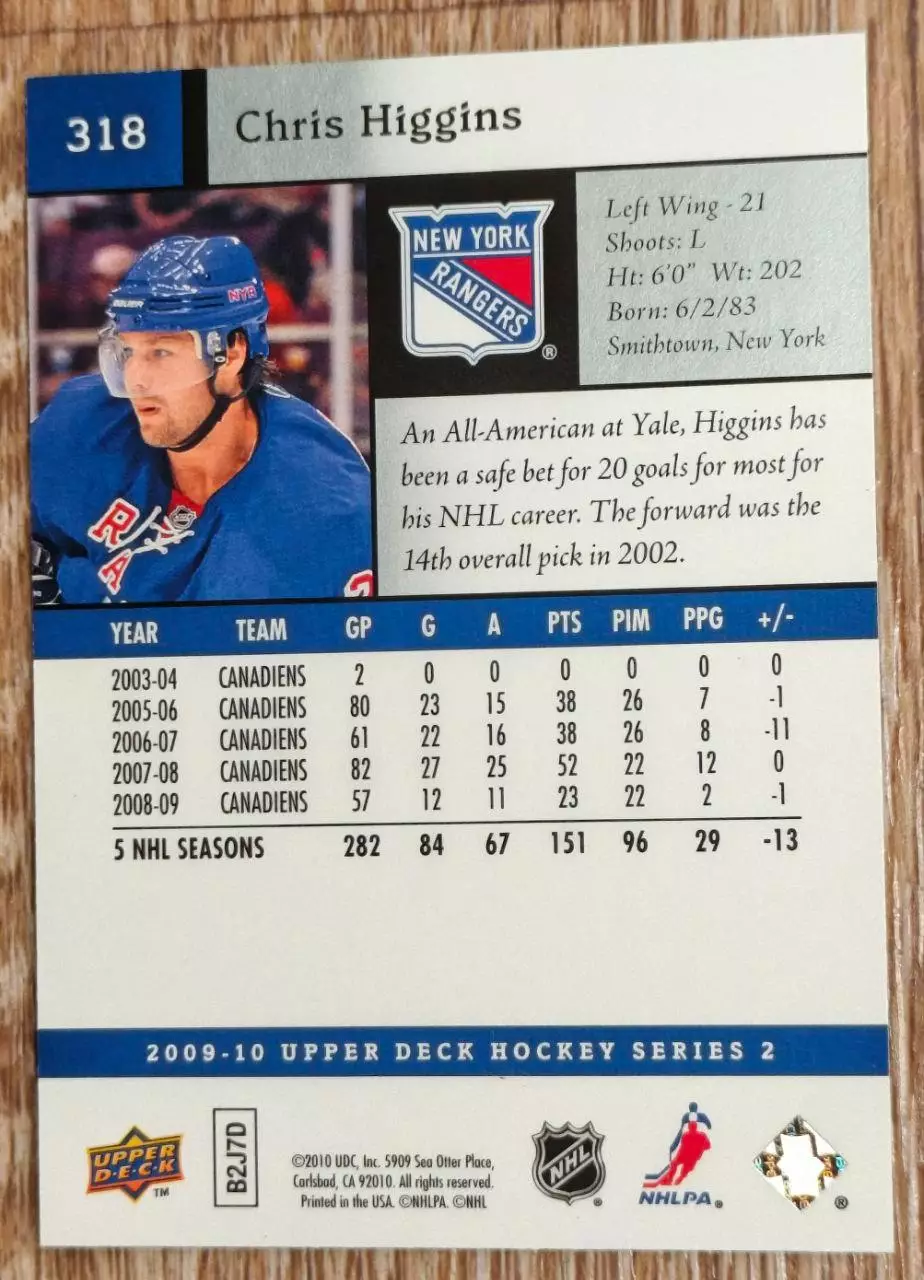 318
Chris Higgins
NYR
NEW YORK
RANGERS
®
Left Wing - 21
Shoots: L
Ht: 6'0" Wt: 202
Born: 6/2/83
Smithtown, New York
An All-American at Yale, Higgins has
been a safe bet for 20 goals for most for
his NHL career. The forward was the
14th overall pick in 2002.
RA
A
YEAR TEAM GP G A PTS PIM PPG +/-
2003-04 CANADIENS 2 0 0 0 0 0 0
2005-06 CANADIENS 80 23 15 38 26 7 -1
2006-07 CANADIENS 61 22 16 38 26 8 -11
2007-08 CANADIENS 82 27 25 52 22 12 0
2008-09 CANADIENS 57 12 11 23 22 2 -1
5 NHL SEASONS 282 84 67 151 96 29 -13
2009-10 UPPER DECK HOCKEY SERIES 2
UPPER
D·E·C·K
TM
B2J7D
©2010 UDC, Inc. 5909 Sea Otter Place,
Carlsbad, CA 92010. All rights reserved.
Printed in the USA. ©NHLPA. ©NHL
NHL
®
NHLPA®
®